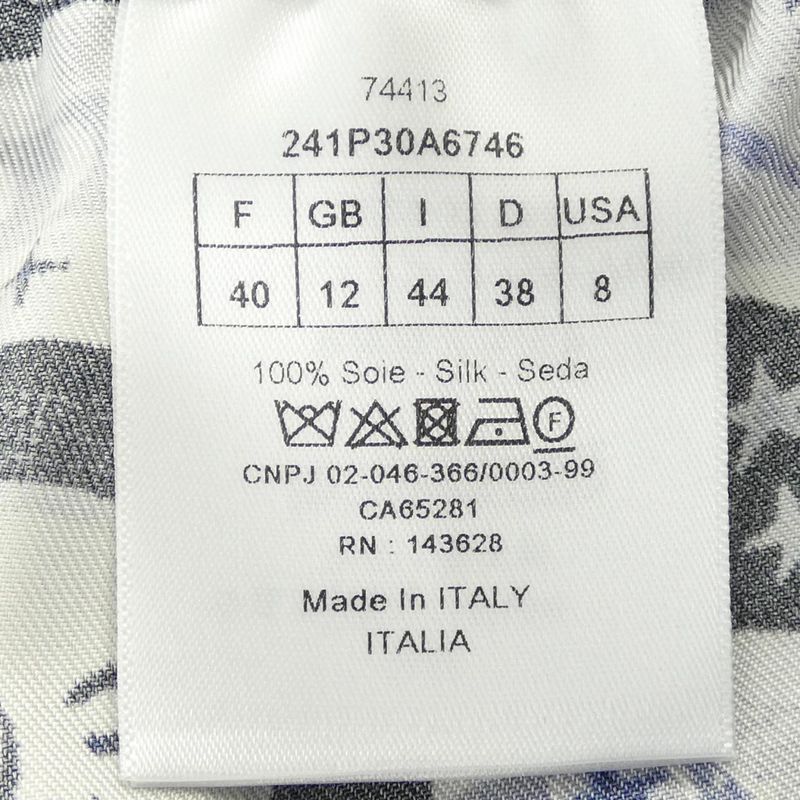 74413
241P30A6746
F GB I D USA
40 12 44 38 8
100% Soie - Silk - Seda
F
CNPJ 02-046-366/0003-99
CA65281
RN : 143628
Made In ITALY
ITALIA